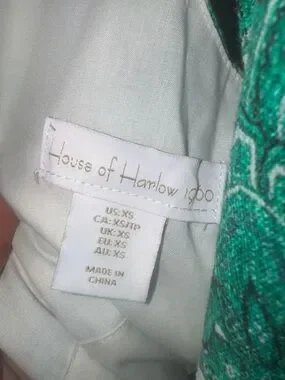 House of Harlow 1960
US: XS
CA: XS/TP
UK: XS
EU: XS
AU: XS
MADE IN
CHINA